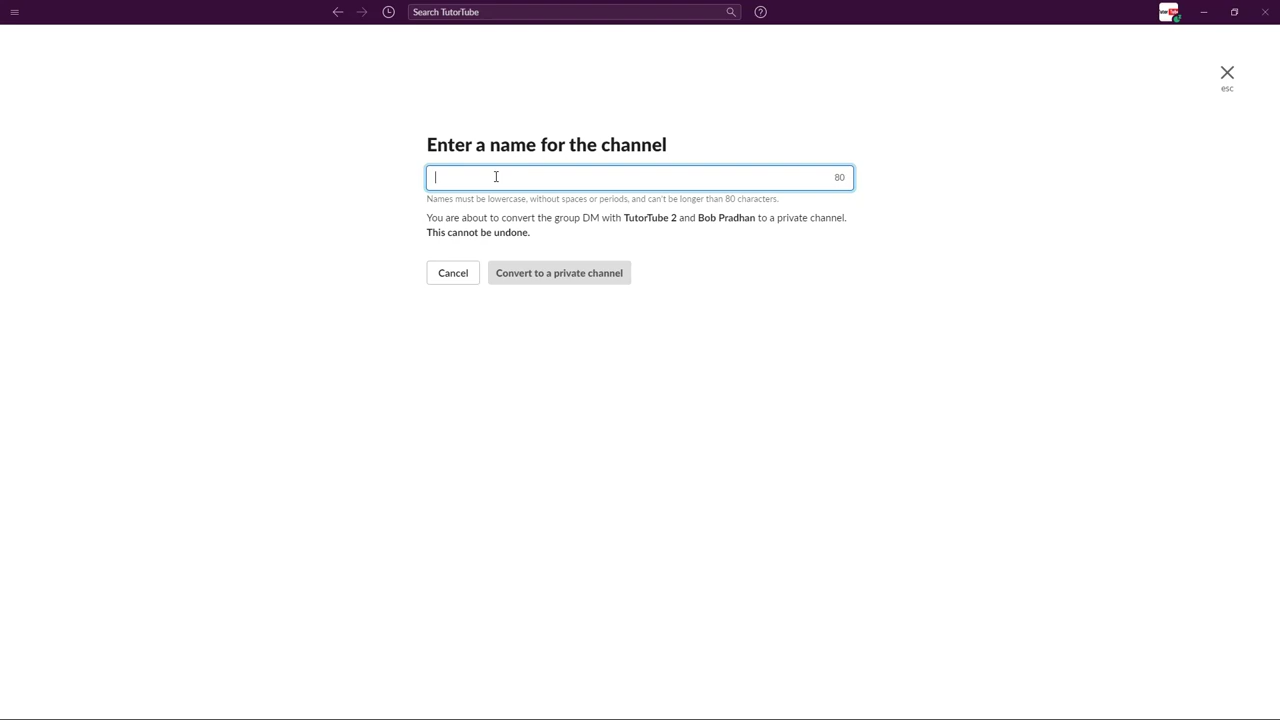 Search TutorTube
esc
Enter a name for the channel
80
Names must be lowercase, without spaces or periods, and can't be longer than 80 characters.
You are about to convert the group DM with TutorTube 2 and Bob Pradhan to a private channel.
This cannot be undone.
Cancel
Convert to a private channel